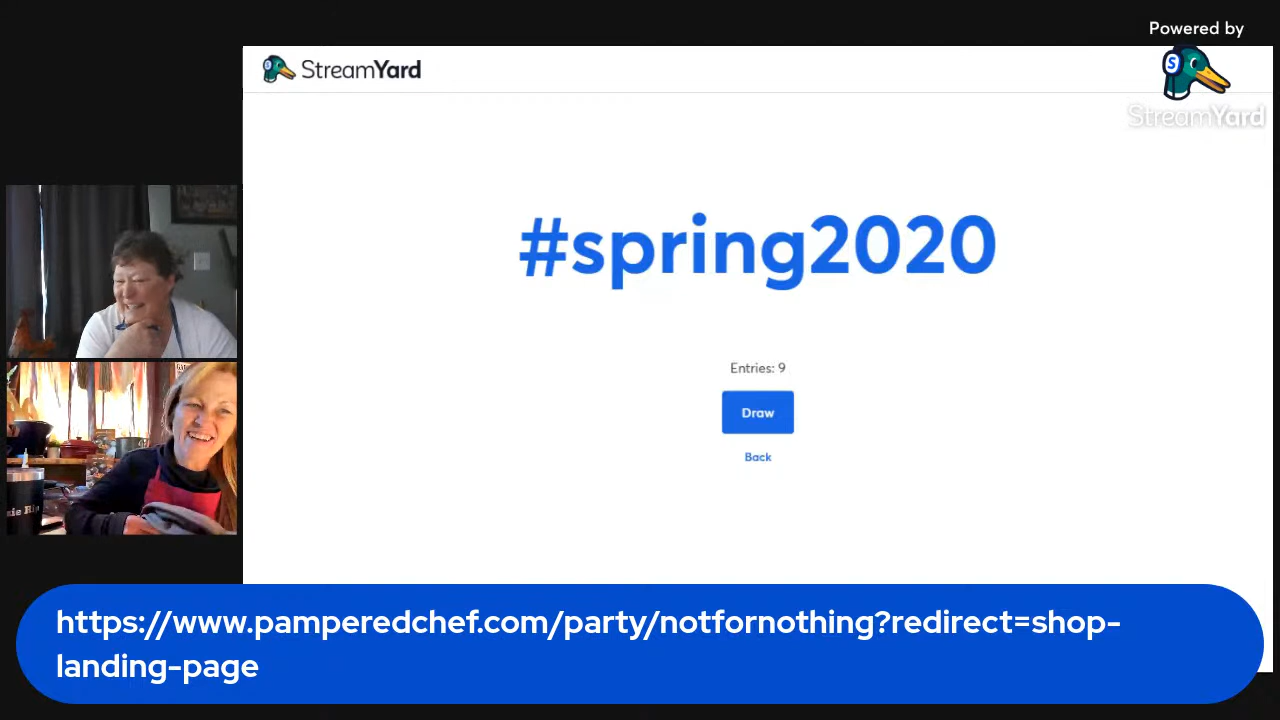 Powered by
StreamYard
StreamYard
#spring2020
Entries: 9
Draw
Back
https://www.pamperedchef.com/party/notfornothing?redirect=shop-
landing-page